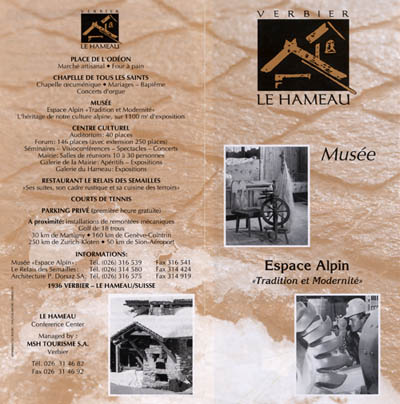 VERBIER
LE HAMEAU
PLACE DE L'ODÉON
Marché artisanal • Four à pain
CHAPELLE DE TOUS LES SAINTS
Chapelle œcuménique • Mariages – Baptême
Concerts d'orgue
MUSÉE
Espace Alpin «Tradition et Modernité»
L'héritage de notre culture alpine, sur 1100 m² d'exposition
CENTRE CULTUREL
Auditorium: 40 places
Forum: 146 places (avec extension 250 places)
Séminaires – Visioconférences – Spectacles – Concerts
Mairie: Salles de réunions 10 à 30 personnes
Galerie de la Mairie: Apéritifs – Expositions
Galerie du Hameau: Expositions
RESTAURANT LE RELAIS DES SEMAILLES
«Ses suites, son cadre rustique et sa cuisine des terroirs»
COURTS DE TENNIS
PARKING PRIVÉ (première heure gratuite)
A proximité: installations de remontées mécaniques
Golf de 18 trous
30 km de Martigny • 160 km de Genève-Cointrin
250 km de Zurich-Kloten • 50 km de Sion-Aéroport
INFORMATIONS:
Musée «Espace Alpin»: Tél. (026) 316 539 Fax 316 541
Le Relais des Semailles: Tél. (026) 314 580 Fax 314 424
Architecture P. Dorsaz SA: Tél. (026) 316 575 Fax 314 919
1936 VERBIER – LE HAMEAU/SUISSE
LE HAMEAU
Conference Center
Managed by :
MSH TOURISME S.A.
Verbier
Tél. 026 31 46 82
Fax 026 31 46 92
VERBIER
LE HAMEAU
Musée
Espace Alpin
«Tradition et Modernité»